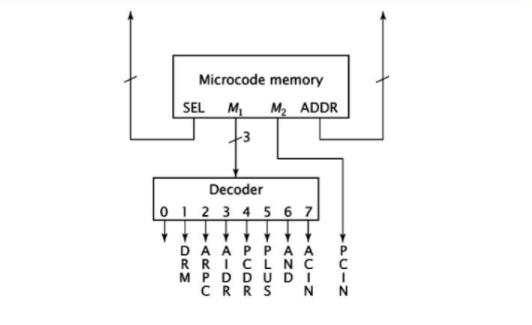 Microcode memory
SEL M1 M2 ADDR
3
Decoder
0 1 2 3 4 5 6 7
DRM
ARPC
AIDR
PCDR
PLUS
AND
ACIN
PCIN